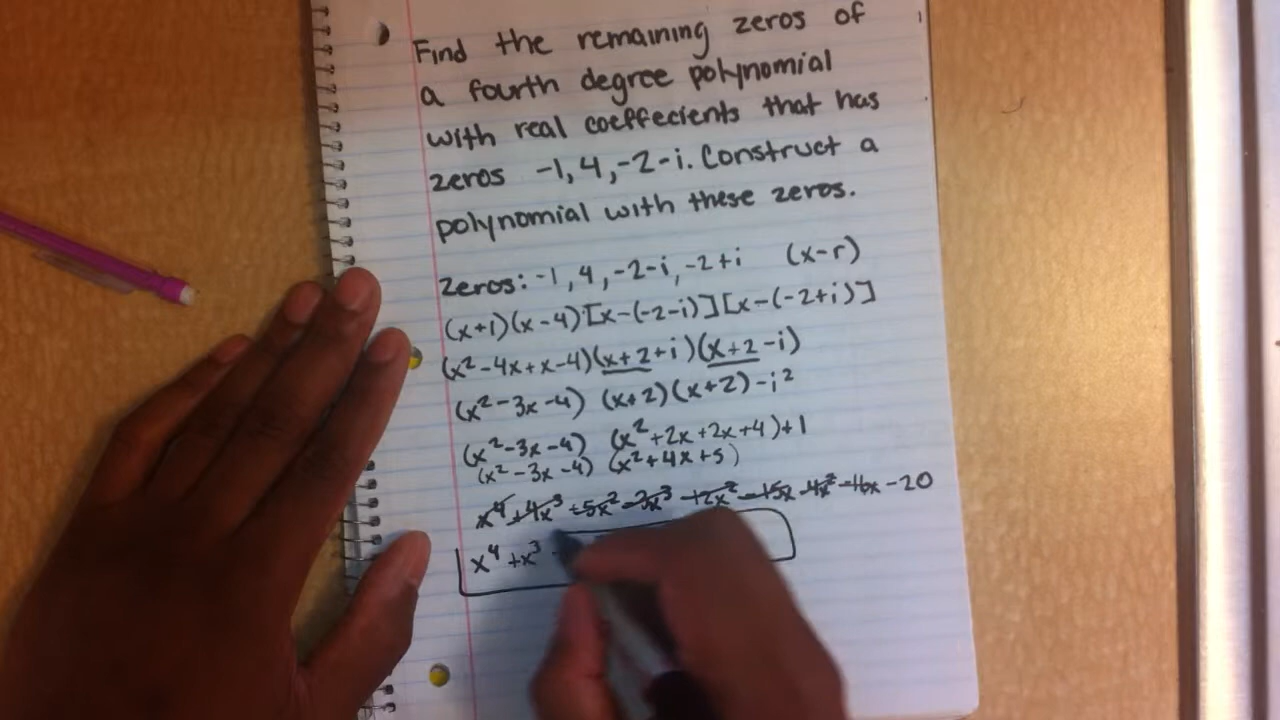 Find the remaining zeros of
a fourth degree polynomial
with real coeffecients that has
zeros -1, 4, -2-i. Construct a
polynomial with these zeros.
Zeros: -1, 4, -2-i, -2+i (x-r)
(x+1)(x-4)[x-(-2-i)][x-(-2+i)]
(x²-4x+x-4)(x+2+i)(x+2-i)
(x²-3x-4) (x+2)(x+2)-i²
(x²-3x-4) (x²+2x+2x+4)+1
(x²-3x-4) (x²+4x+5)
x⁴+4x³+5x²-3x³-12x²-15x-4x²-16x-20
x⁴+x³